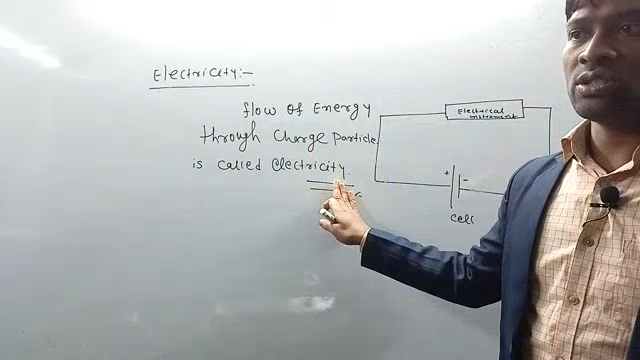 Electricity:-
flow of Energy
through Charge Particle
is called Electricity.
Electrical
instrument
+
-
Cell